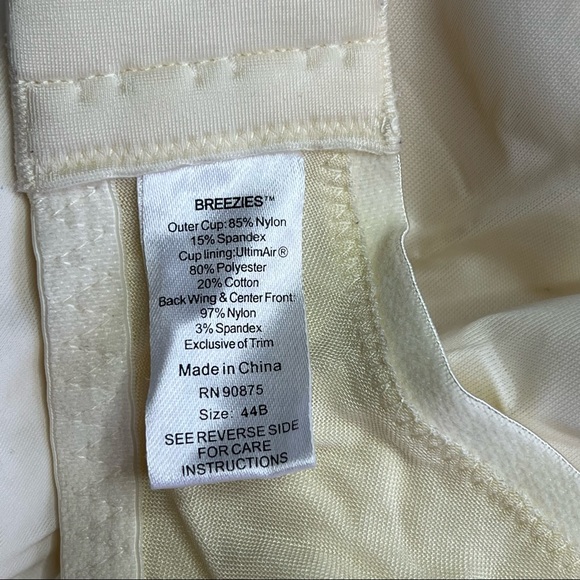 BREEZIES™
Outer Cup:85% Nylon
15% Spandex
Cup lining:UltimAir®
80% Polyester
20% Cotton
Back Wing & Center Front:
97% Nylon
3% Spandex
Exclusive of Trim
Made in China
RN 90875
Size: 44B
SEE REVERSE SIDE
FOR CARE
INSTRUCTIONS